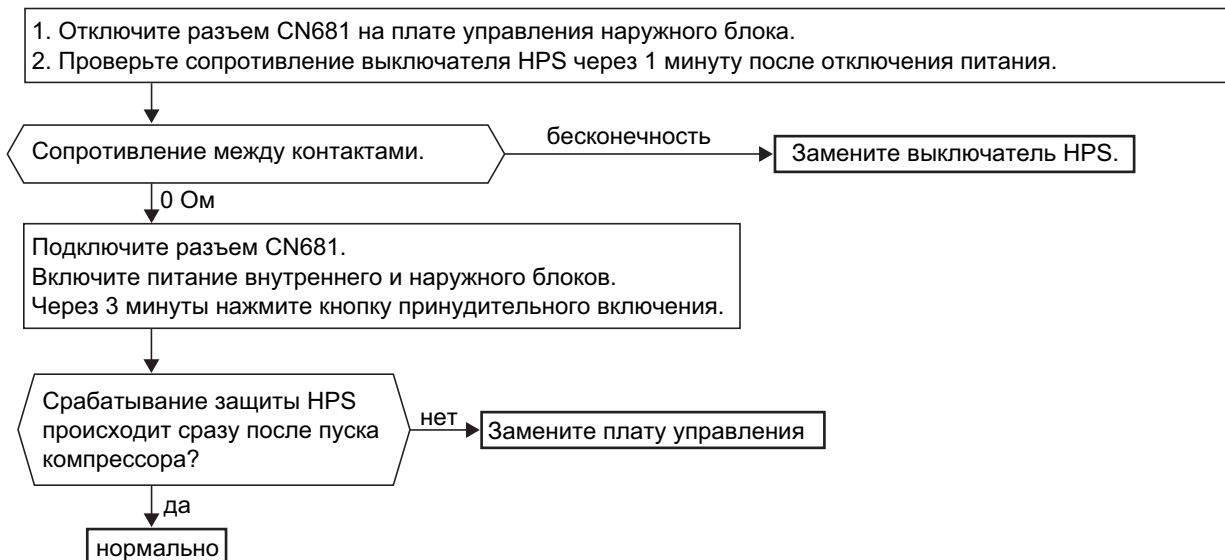 1. Отключите разъем CN681 на плате управления наружного блока.
2. Проверьте сопротивление выключателя HPS через 1 минуту после отключения питания.
Сопротивление между контактами.
бесконечность
Замените выключатель HPS.
0 Ом
Подключите разъем CN681.
Включите питание внутреннего и наружного блоков.
Через 3 минуты нажмите кнопку принудительного включения.
Срабатывание защиты HPS
происходит сразу после пуска
компрессора?
нет
Замените плату управления
да
нормально